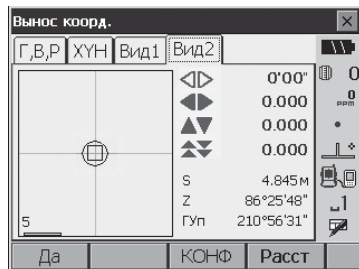 Вынос коорд.
Г,В,Р XYH Вид1 Вид2
0'00"
0.000
0.000
0.000
S 4.845 м
Z 86°25'48"
ГУп 210°56'31"
5
0
0
ppm
1
Да КОНФ Расст